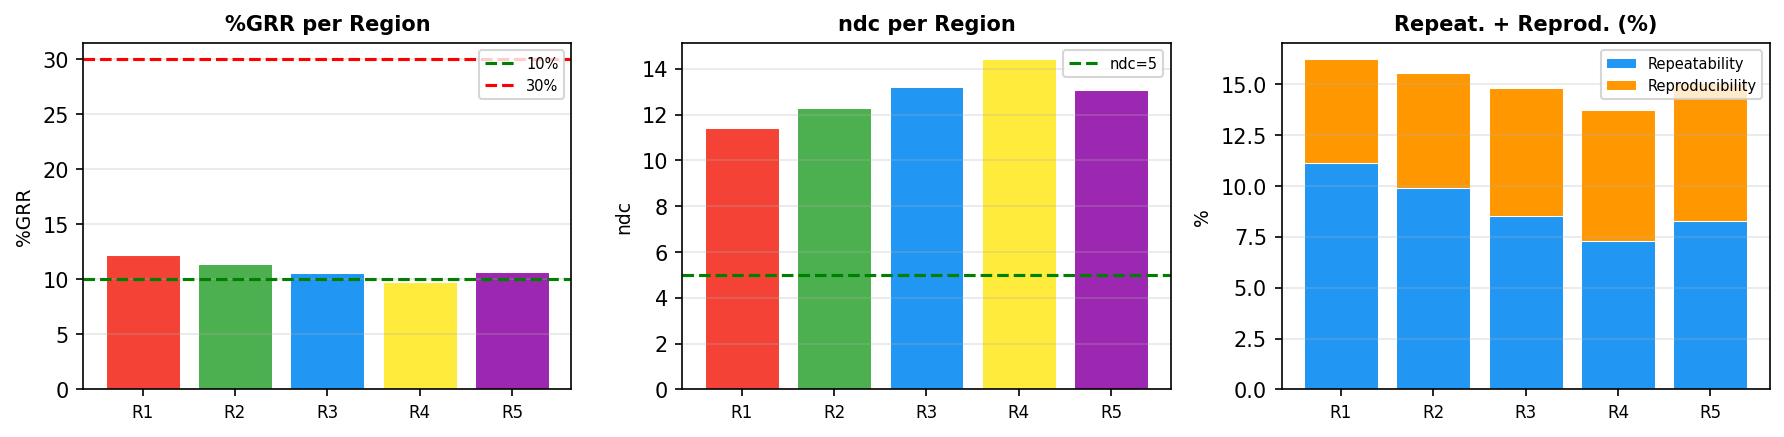 %GRR per Region
%GRR
30
25
20
15
10
5
0
10%
30%
R1 R2 R3 R4 R5
ndc per Region
ndc
14
12
10
8
6
4
2
0
ndc=5
R1 R2 R3 R4 R5
Repeat. + Reprod. (%)
%
15.0
12.5
10.0
7.5
5.0
2.5
0.0
Repeatability
Reproducibility
R1 R2 R3 R4 R5